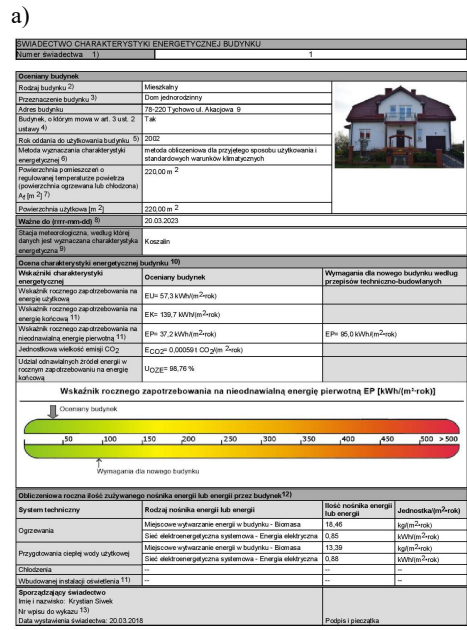 a)
ŚWIADECTWO CHARAKTERYSTYKI ENERGETYCZNEJ BUDYNKU
Numer świadectwa 1) 1
Oceniany budynek
Rodzaj budynku 2) Mieszkalny
Przeznaczenie budynku 3) Dom jednorodzinny
Adres budynku 78-220 Tychowo ul. Akacjowa 9
Budynek, o którym mowa w art. 3 ust. 2 Tak
ustawy 4)
Rok oddania do użytkowania budynku 5) 2002
Metoda wyznaczania charakterystyki metoda obliczeniowa dla przyjętego sposobu użytkowania i
energetycznej 6) standardowych warunków klimatycznych
Powierzchnia pomieszczeń o 220,00 m 2
regulowanej temperaturze powietrza
(powierzchnia ogrzewana lub chłodzona)
Af [m 2] 7)
Powierzchnia użytkowa [m 2] 220,00 m 2
Ważne do (rrrr-mm-dd) 8) 20.03.2023
Stacja meteorologiczna, według której
danych jest wyznaczana charakterystyka Koszalin
energetyczna 9)
Ocena charakterystyki energetycznej budynku 10)
Wskaźniki charakterystyki Oceniany budynek Wymagania dla nowego budynku według
energetycznej przepisów techniczno-budowlanych
Wskaźnik rocznego zapotrzebowania na EU= 57,3 kWh/(m2•rok)
energię użytkową
Wskaźnik rocznego zapotrzebowania na EK= 139,7 kWh/(m2•rok)
energię końcową 11)
Wskaźnik rocznego zapotrzebowania na EP= 37,2 kWh/(m2•rok) EP= 95,0 kWh/(m2•rok)
nieodnawialną energię pierwotną 11)
Jednostkowa wielkość emisji CO2 ECO2= 0,00059 t CO2/(m 2•rok)
Udział odnawialnych źródeł energii w UOZE= 98,76 %
rocznym zapotrzebowaniu na energię
końcową
Wskaźnik rocznego zapotrzebowania na nieodnawialną energię pierwotną EP [kWh/(m²·rok)]
Oceniany budynek
50 100 150 200 250 300 350 400 450 500 > 500
Wymagania dla nowego budynku
Obliczeniowa roczna ilość zużywanego nośnika energii lub energii przez budynek12)
System techniczny Rodzaj nośnika energii lub energii Ilość nośnika energii lub energii Jednostka/(m2•rok)
Ogrzewania Miejscowe wytwarzanie energii w budynku - Biomasa 18,46 kg/(m2•rok)
Sieć elektroenergetyczna systemowa - Energia elektryczna 0,85 kWh/(m2•rok)
Przygotowania ciepłej wody użytkowej Miejscowe wytwarzanie energii w budynku - Biomasa 13,39 kg/(m2•rok)
Sieć elektroenergetyczna systemowa - Energia elektryczna 0,88 kWh/(m2•rok)
Chłodzenia -- -- --
Wbudowanej instalacji oświetlenia 11) -- -- --
Sporządzający świadectwo
Imię i nazwisko: Krystian Siwek
Nr wpisu do wykazu 13)
Data wystawienia świadectwa: 20.03.2018 Podpis i pieczątka